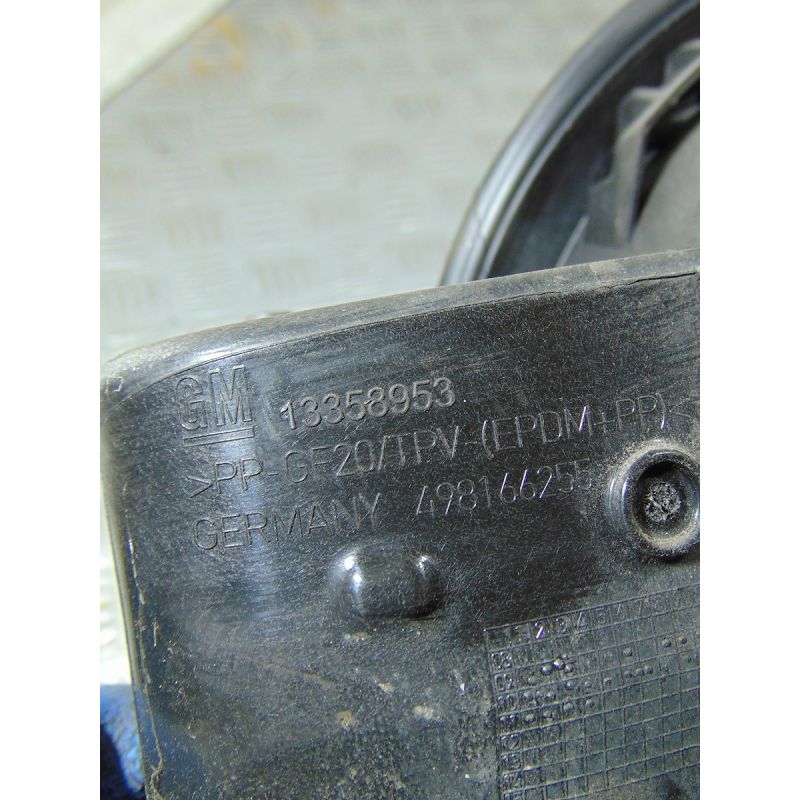 GM 13358953
>PP-GF20/TPV-(EPDM+PP)<
GERMANY 498166255